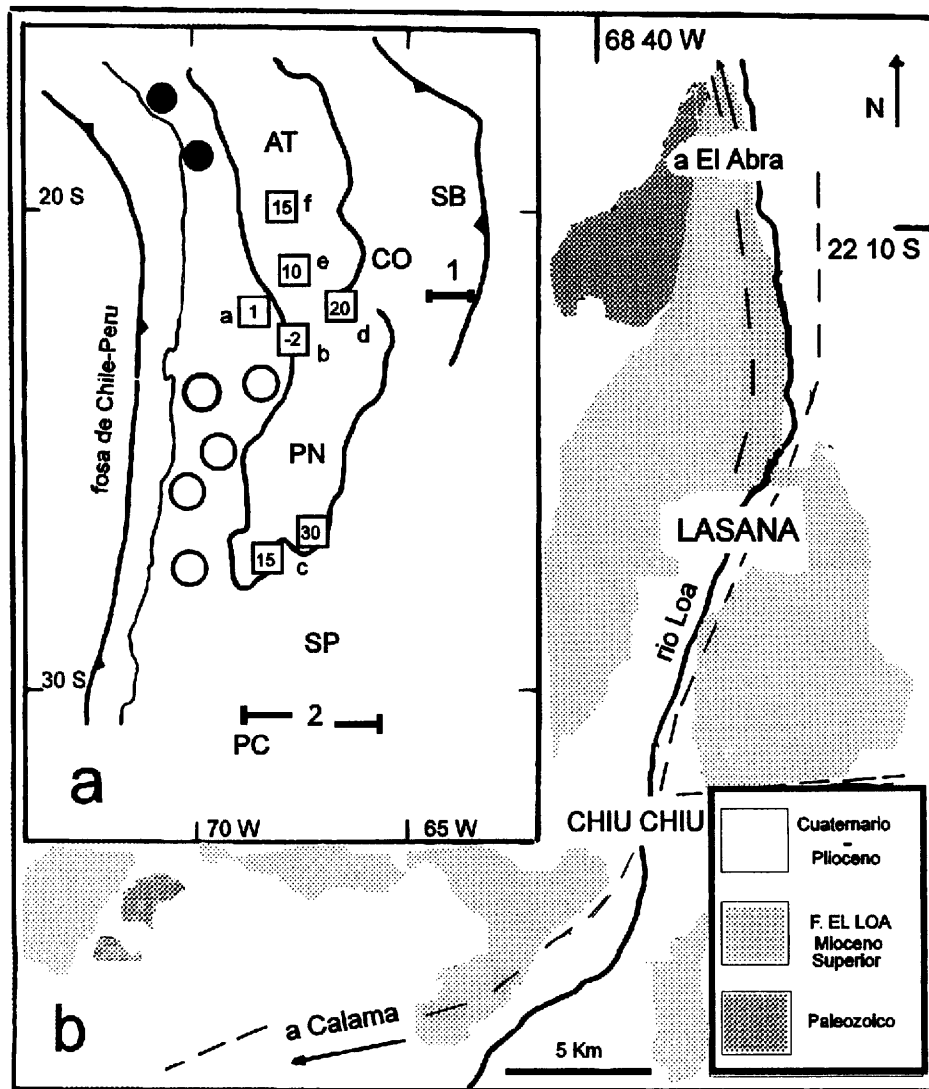 68 40 W
N
a El Abra
22 10 S
LASANA
rio Loa
CHIU CHIU
a Calama
5 Km
b
Cuaternario
-
Plioceno
F. EL LOA
Mioceno
Superior
Paleozoico
20 S
30 S
70 W
65 W
fosa de Chile-Peru
AT
SB
15 f
10 e
CO
1
a 1
20 d
-2 b
PN
30
15 c
SP
2
PC
a